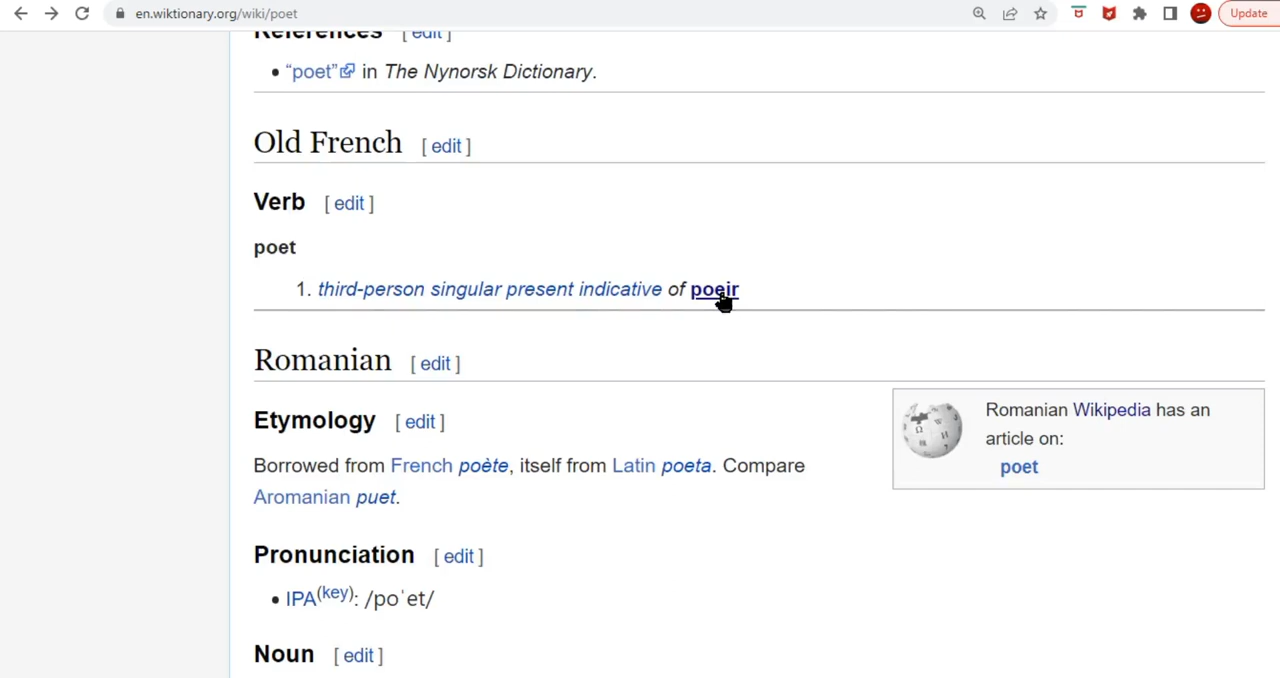 en.wiktionary.org/wiki/poet
Update
References [ edit ]
“poet” in The Nynorsk Dictionary.
Old French [ edit ]
Verb [ edit ]
poet
1. third-person singular present indicative of poeir
Romanian [ edit ]
Etymology [ edit ]
Borrowed from French poète, itself from Latin poeta. Compare
Aromanian puet.
Romanian Wikipedia has an
article on:
poet
Pronunciation [ edit ]
IPA(key): /poˈet/
Noun [ edit ]